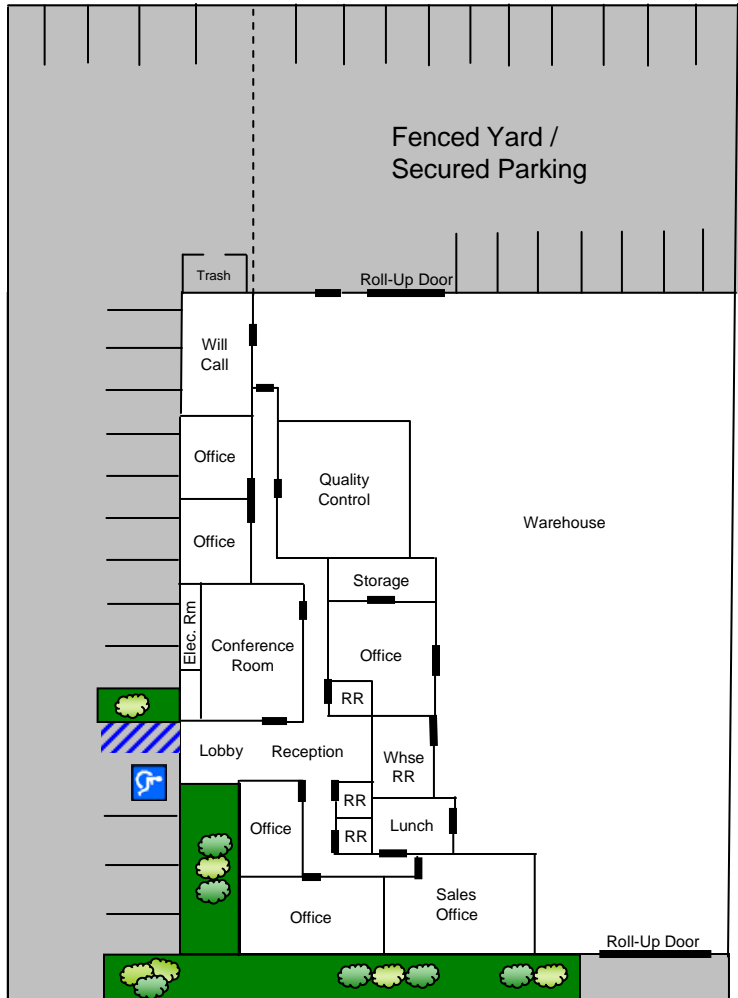 Fenced Yard /
Secured Parking
Trash
Roll-Up Door
Will
Call
Office
Quality
Control
Warehouse
Office
Storage
Elec. Rm
Conference
Room
Office
RR
Lobby
Reception
Whse
RR
RR
Office
Lunch
RR
Office
Sales
Office
Roll-Up Door